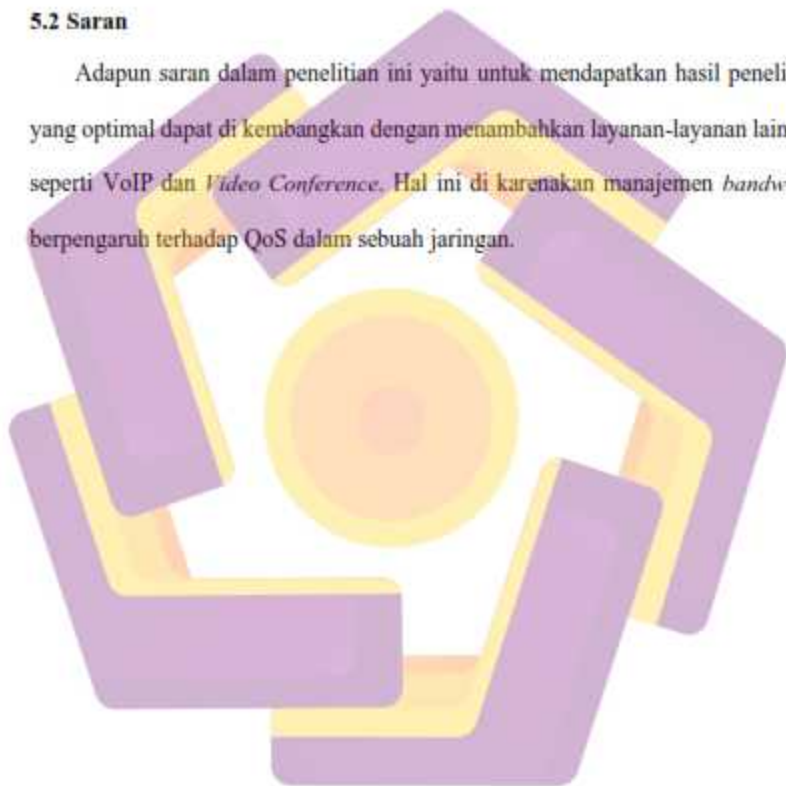 5.2 Saran
Adapun saran dalam penelitian ini yaitu untuk mendapatkan hasil peneli
yang optimal dapat di kembangkan dengan menambahkan layanan-layanan lain
seperti VoIP dan Video Conference. Hal ini di karenakan manajemen bandw
berpengaruh terhadap QoS dalam sebuah jaringan.